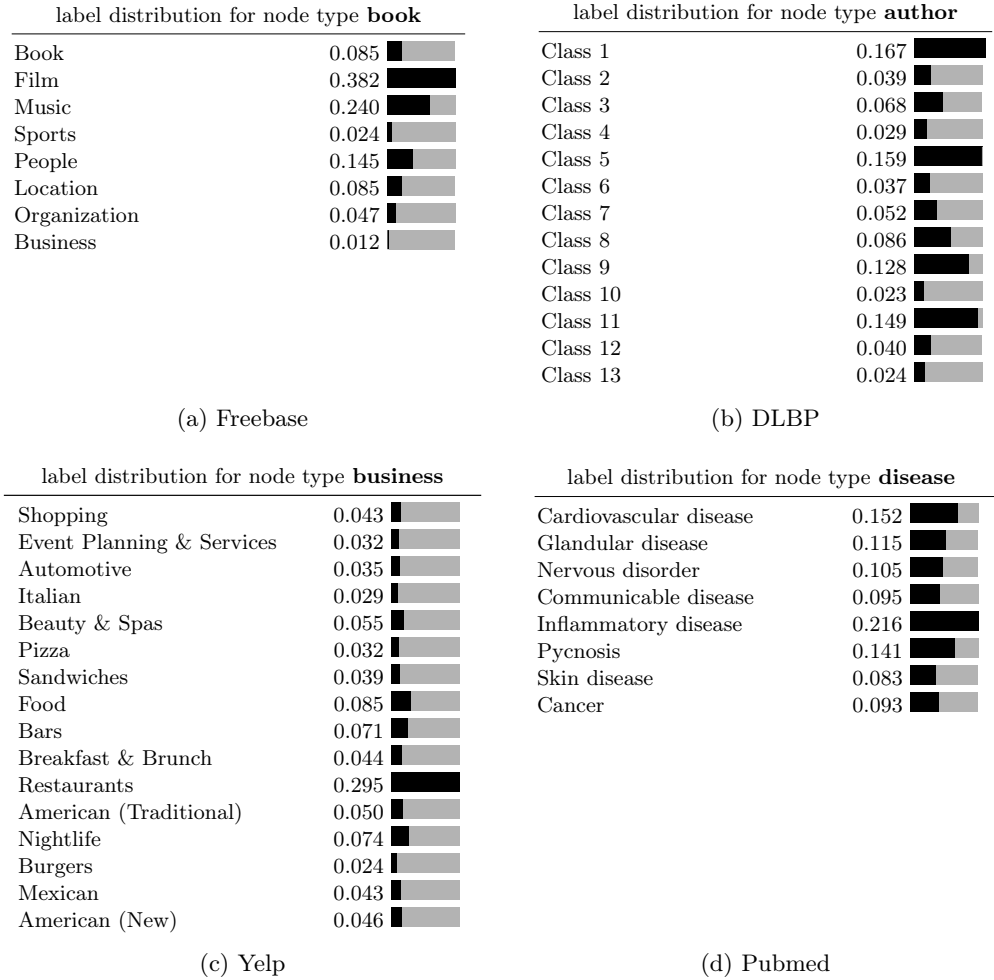 label distribution for node type book
Book 0.085
Film 0.382
Music 0.240
Sports 0.024
People 0.145
Location 0.085
Organization 0.047
Business 0.012
(a) Freebase
label distribution for node type author
Class 1 0.167
Class 2 0.039
Class 3 0.068
Class 4 0.029
Class 5 0.159
Class 6 0.037
Class 7 0.052
Class 8 0.086
Class 9 0.128
Class 10 0.023
Class 11 0.149
Class 12 0.040
Class 13 0.024
(b) DLBP
label distribution for node type business
Shopping 0.043
Event Planning & Services 0.032
Automotive 0.035
Italian 0.029
Beauty & Spas 0.055
Pizza 0.032
Sandwiches 0.039
Food 0.085
Bars 0.071
Breakfast & Brunch 0.044
Restaurants 0.295
American (Traditional) 0.050
Nightlife 0.074
Burgers 0.024
Mexican 0.043
American (New) 0.046
(c) Yelp
label distribution for node type disease
Cardiovascular disease 0.152
Glandular disease 0.115
Nervous disorder 0.105
Communicable disease 0.095
Inflammatory disease 0.216
Pycnosis 0.141
Skin disease 0.083
Cancer 0.093
(d) Pubmed